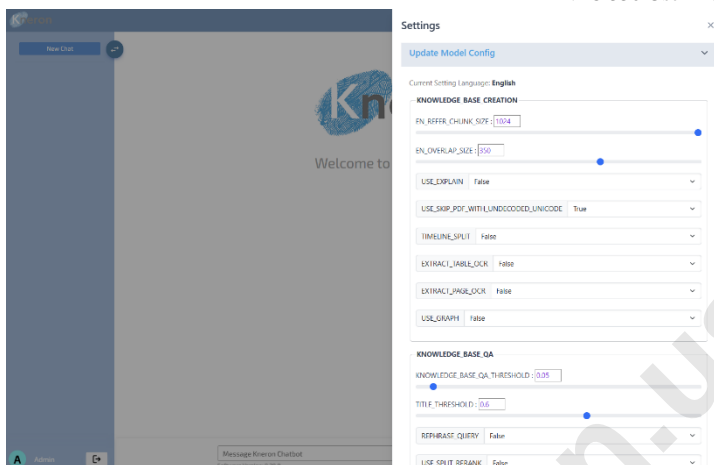 Kneron
New Chat
Kn
Welcome to
Message Kneron Chatbot
A
Admin
Settings
×
Update Model Config
Current Setting Language: English
KNOWLEDGE BASE CREATION
EN_REFER_CHUNK_SIZE : 1024
EN_OVERLAP_SIZE : 350
USE_EXPLAIN False
USE_SKIP_PDF_WITH_UNDECODED_UNICODE True
TIMELINE_SPLIT False
EXTRACT_TABLE_OCR False
EXTRACT_PAGE_OCR False
USE_GRAPH False
KNOWLEDGE_BASE_QA
KNOWLEDGE_BASE_QA_THRESHOLD : 0.05
TITLE_THRESHOLD : 0.6
REPHRASE_QUERY False
USE_SPLIT_RERANK False